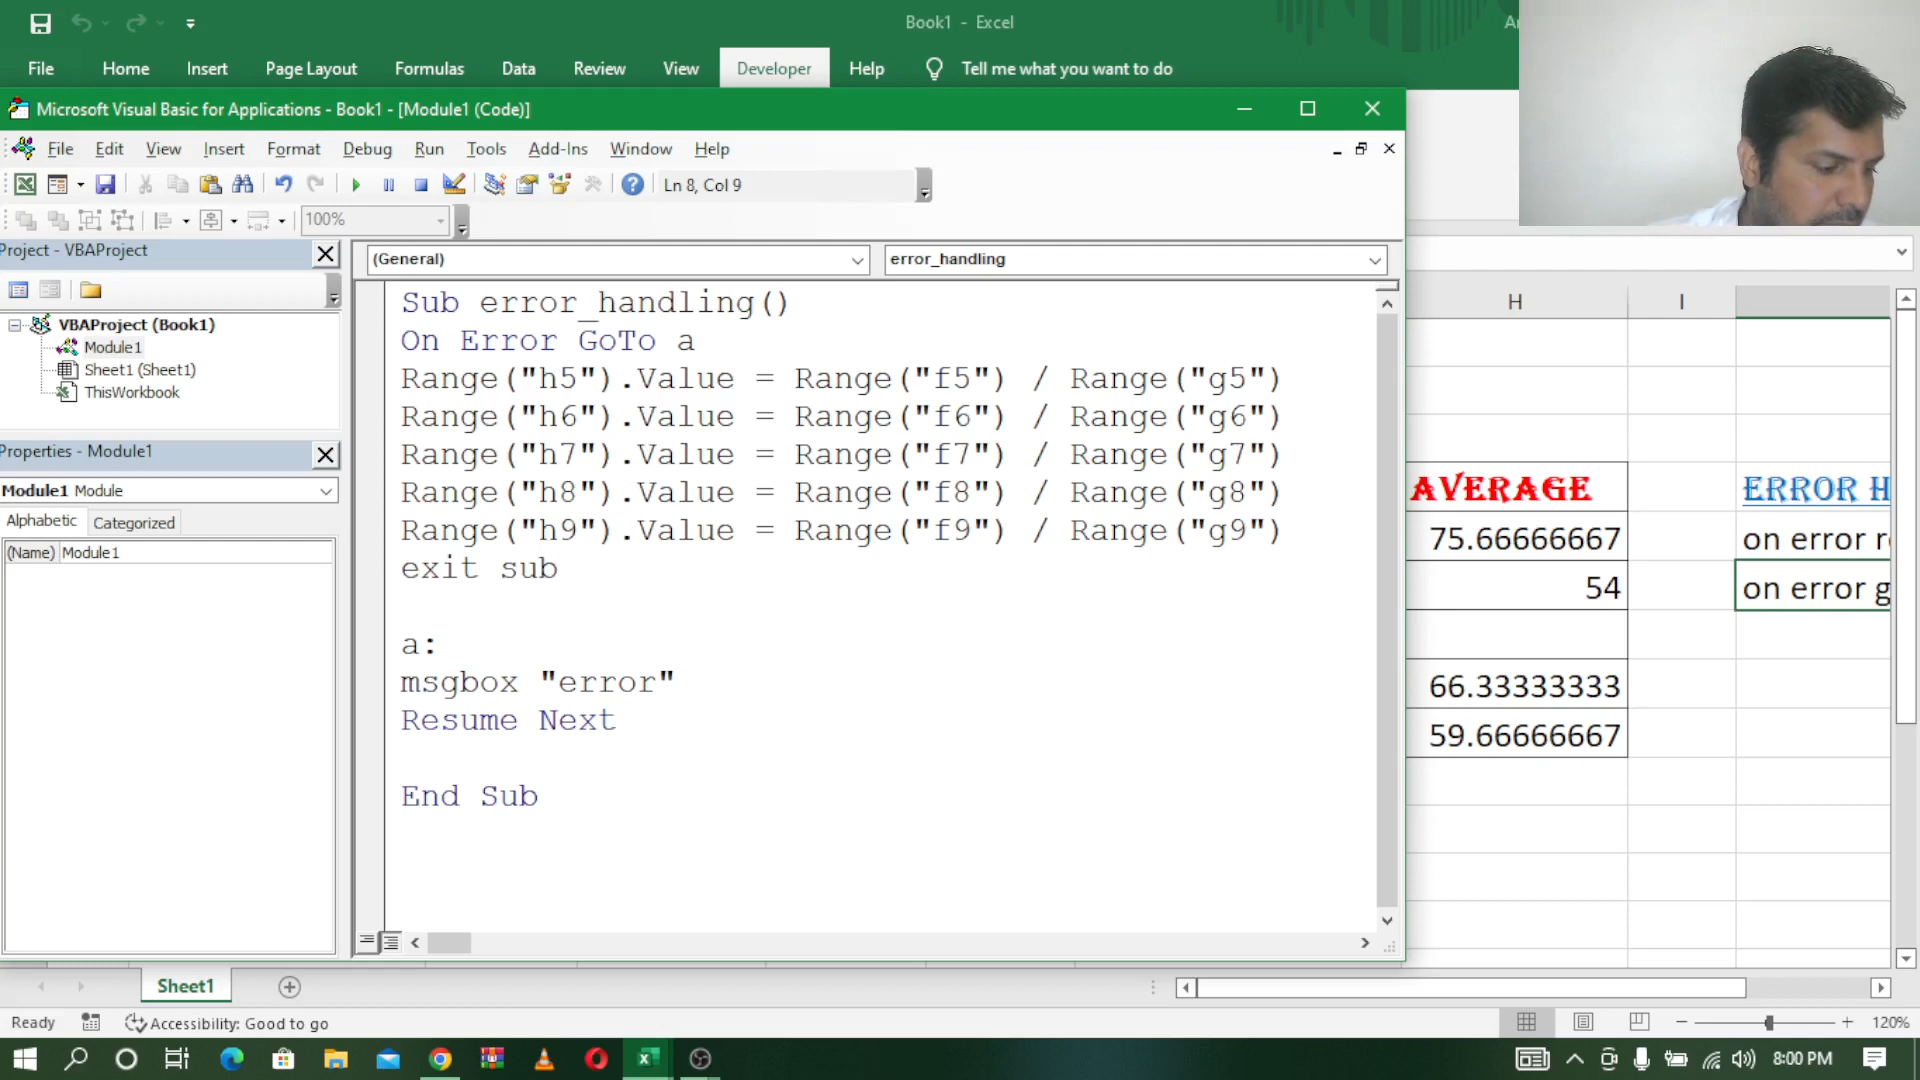 Book1 - Excel
File Home Insert Page Layout Formulas Data Review View Developer Help Tell me what you want to do
Microsoft Visual Basic for Applications - Book1 - [Module1 (Code)]
File Edit View Insert Format Debug Run Tools Add-Ins Window Help
Ln 8, Col 9
100%
Project - VBAProject
(General)
error_handling
VBAProject (Book1)
Module1
Sheet1 (Sheet1)
ThisWorkbook
Properties - Module1
Module1 Module
Alphabetic Categorized
(Name) Module1
Sub error_handling()
On Error GoTo a
Range("h5").Value = Range("f5") / Range("g5")
Range("h6").Value = Range("f6") / Range("g6")
Range("h7").Value = Range("f7") / Range("g7")
Range("h8").Value = Range("f8") / Range("g8")
Range("h9").Value = Range("f9") / Range("g9")
exit sub
a:
msgbox "error"
Resume Next
End Sub
H I
AVERAGE ERROR H
75.66666667 on error r
54 on error g
66.33333333
59.66666667
Sheet1
Ready Accessibility: Good to go 120%
8:00 PM